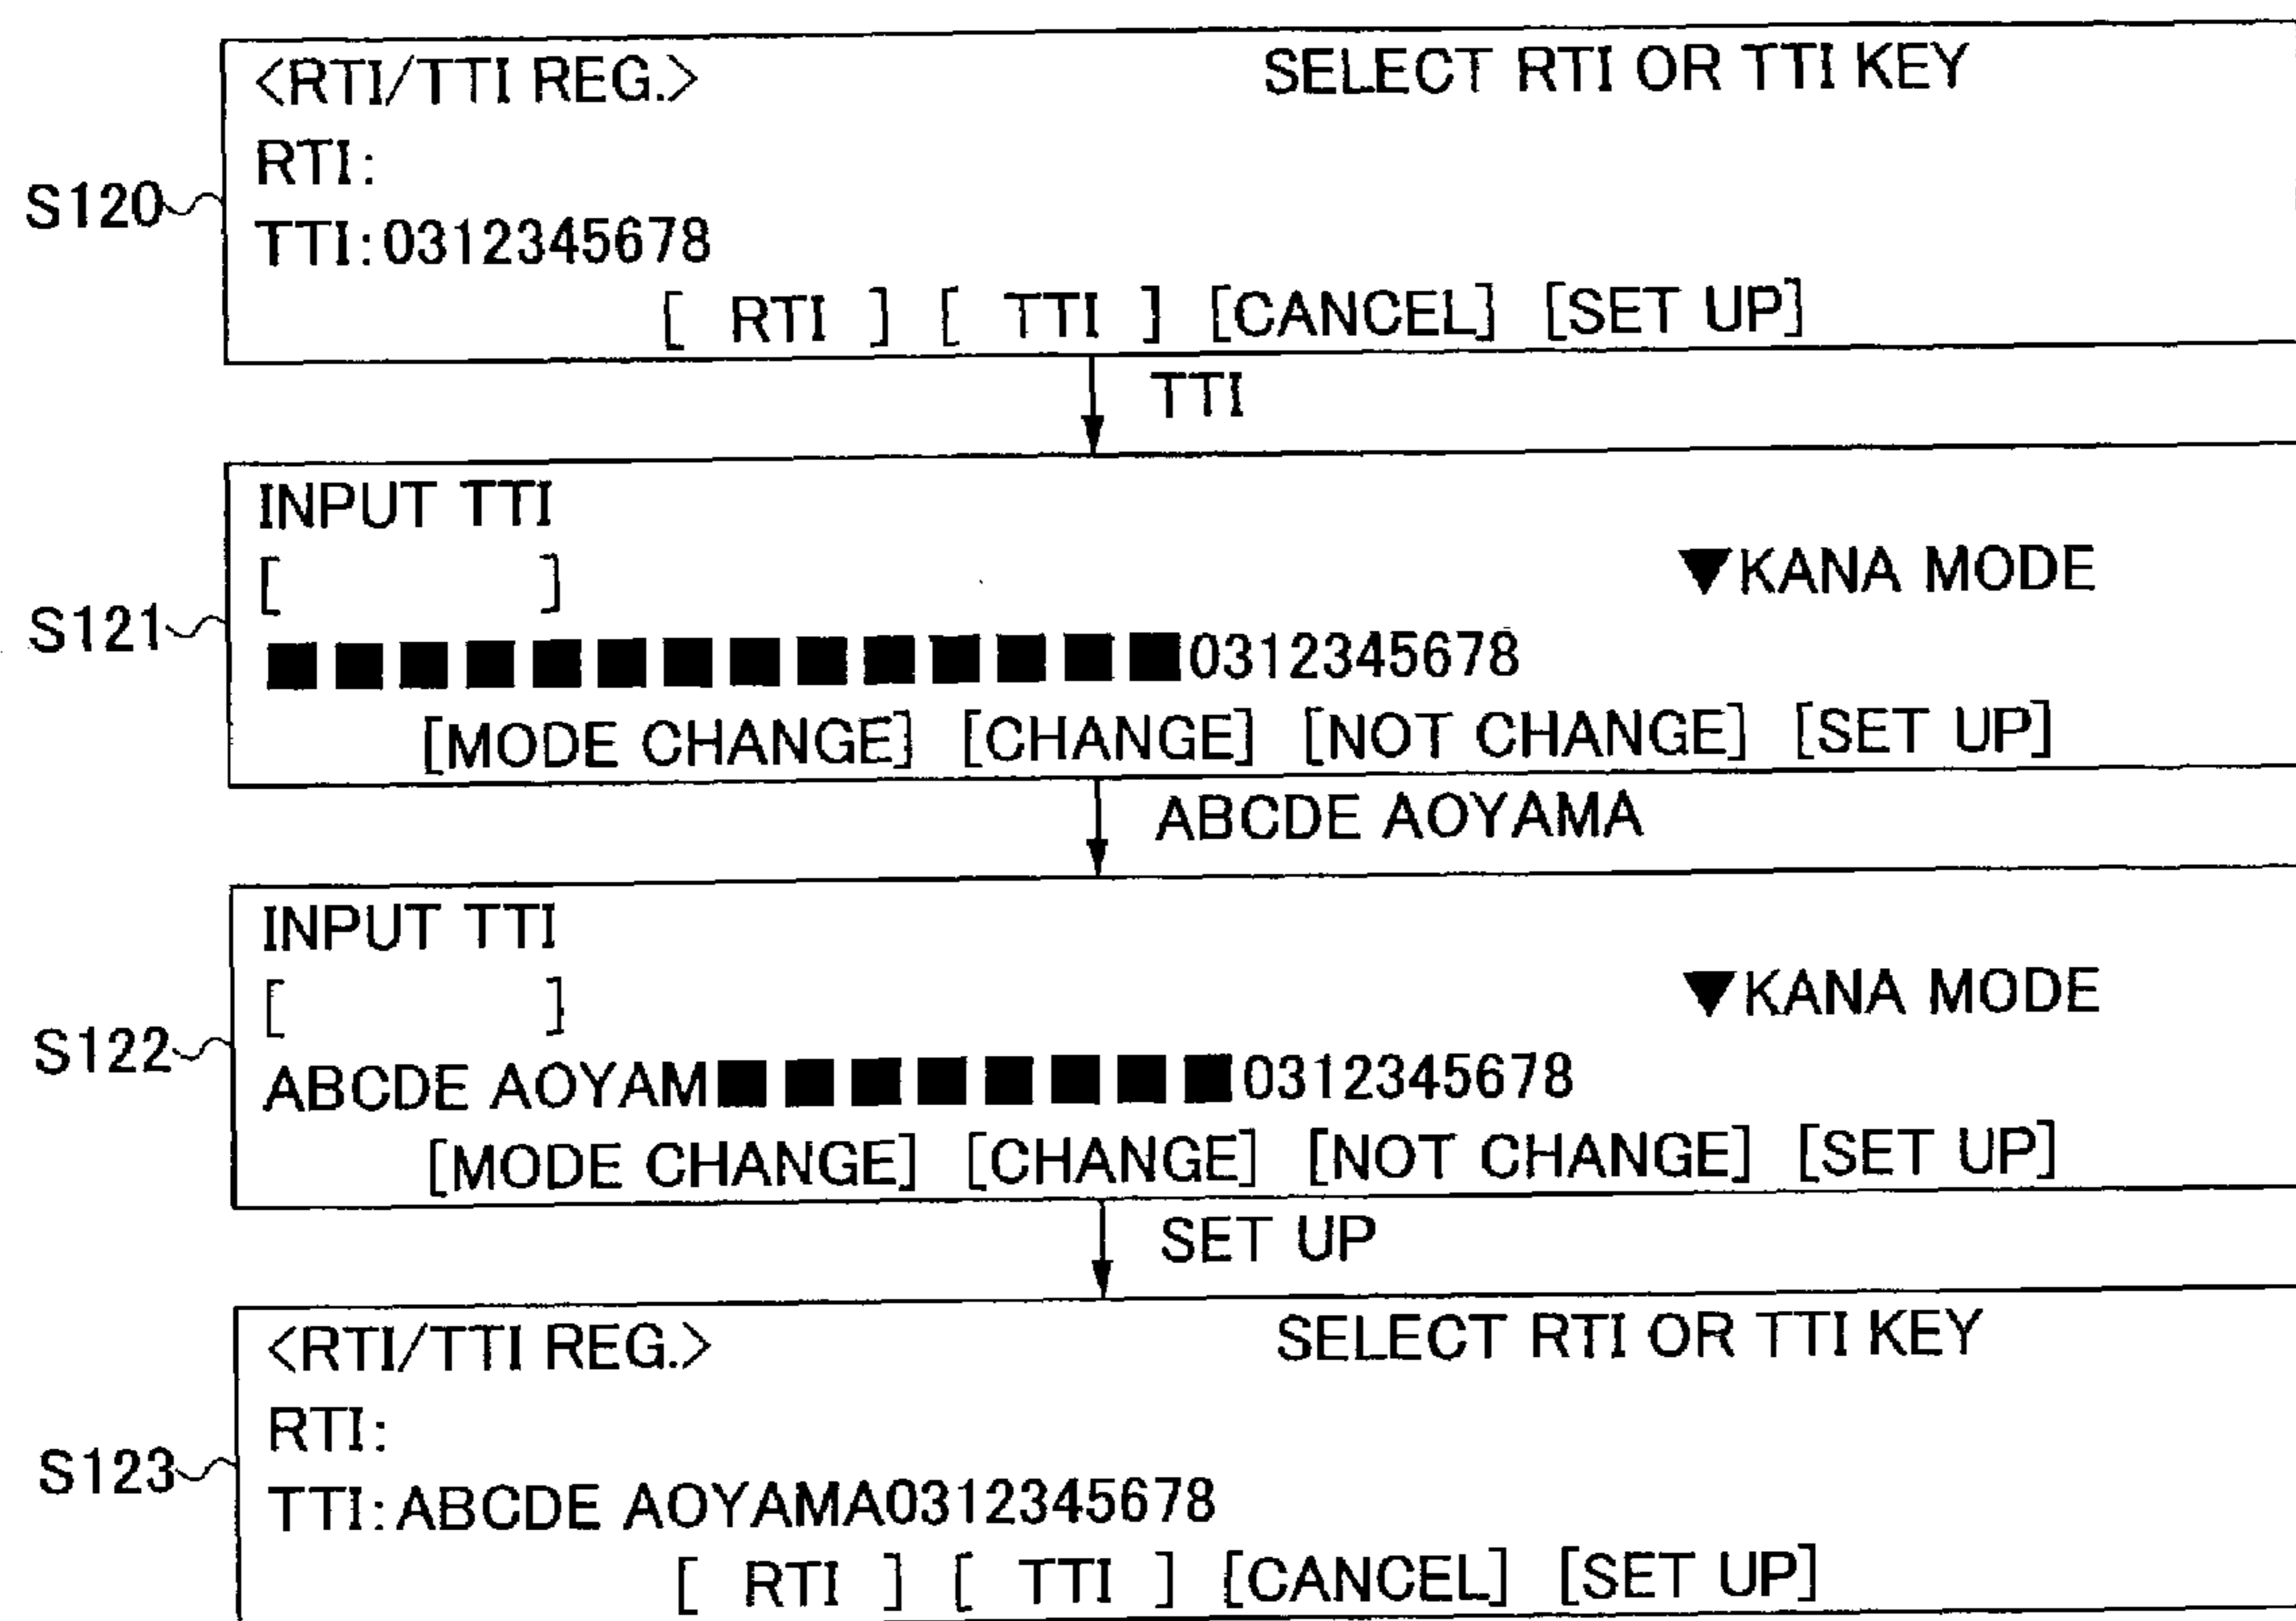 <RTI/TTI REG.> SELECT RTI OR TTI KEY
RTI:
S120
TTI:0312345678
[ RTI ] [ TTI ] [CANCEL] [SET UP]
TTI
INPUT TTI
[ ] ▼KANA MODE
S121
■■■■■■■■■■■■■■0312345678
[MODE CHANGE] [CHANGE] [NOT CHANGE] [SET UP]
ABCDE AOYAMA
INPUT TTI
[ ] ▼KANA MODE
S122
ABCDE AOYAM■■■■■■■■0312345678
[MODE CHANGE] [CHANGE] [NOT CHANGE] [SET UP]
SET UP
<RTI/TTI REG.> SELECT RTI OR TTI KEY
RTI:
S123
TTI:ABCDE AOYAMA0312345678
[ RTI ] [ TTI ] [CANCEL] [SET UP]